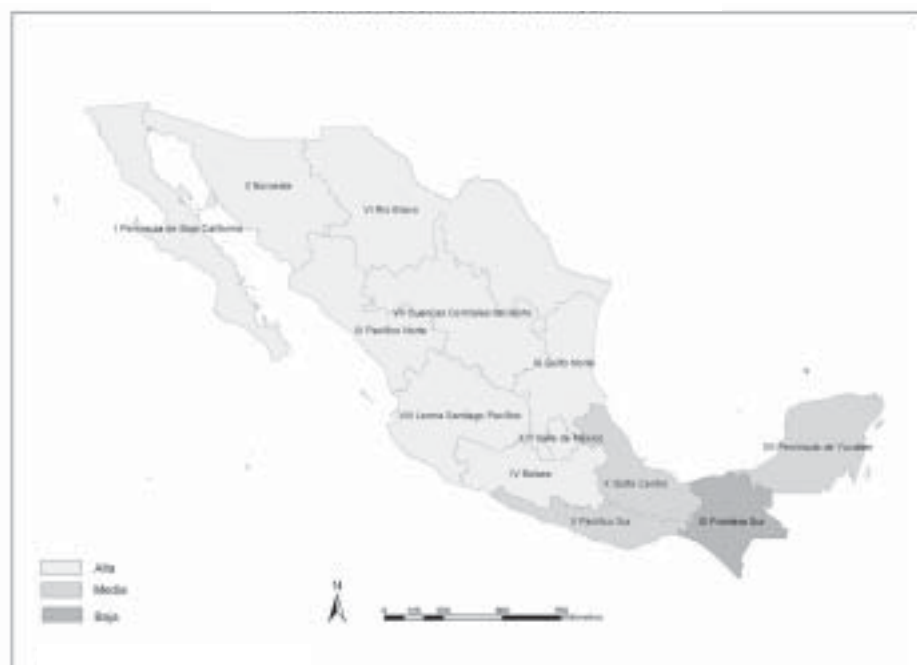 II Noroeste
VI Río Bravo
I Península de Baja California
VII Cuencas Centrales del Norte
III Pacífico Norte
IX Golfo Norte
VIII Lerma Santiago Pacífico
XIII Valle de México
XII Península de Yucatán
IV Balsas
X Golfo Centro
V Pacífico Sur
XI Frontera Sur
Alta
Media
Baja
N
0